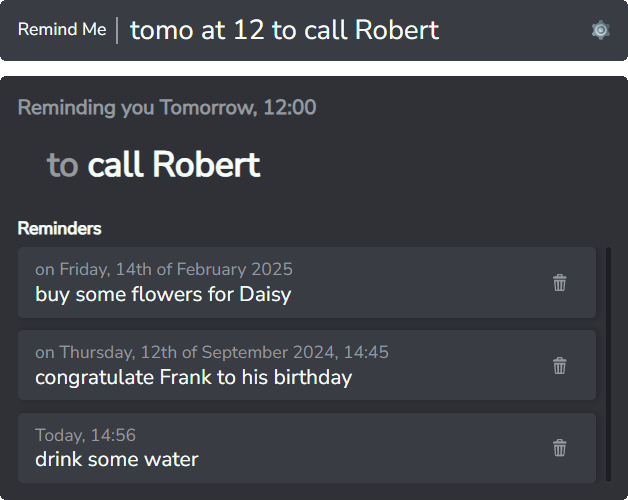 Remind Me tomo at 12 to call Robert
Reminding you Tomorrow, 12:00
to call Robert
Reminders
on Friday, 14th of February 2025
buy some flowers for Daisy
on Thursday, 12th of September 2024, 14:45
congratulate Frank to his birthday
Today, 14:56
drink some water